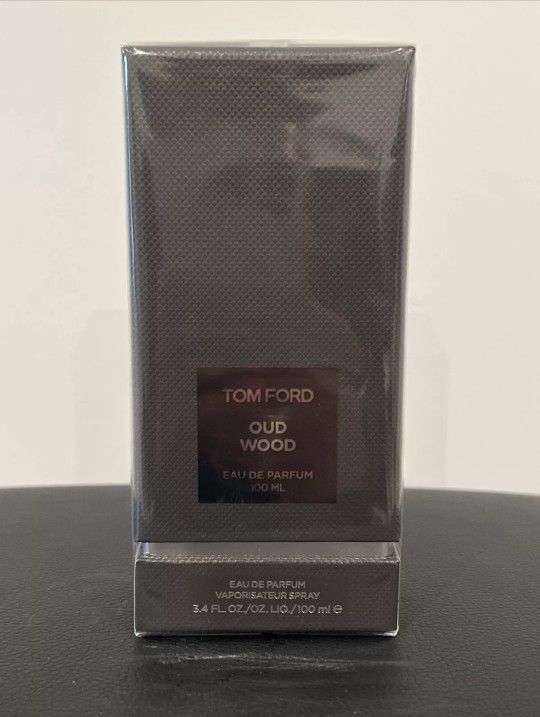 TOM FORD
OUD
WOOD
EAU DE PARFUM
100 ML
EAU DE PARFUM
VAPORISATEUR SPRAY
3.4 FL.OZ./OZ. LIQ./100 ml ℮